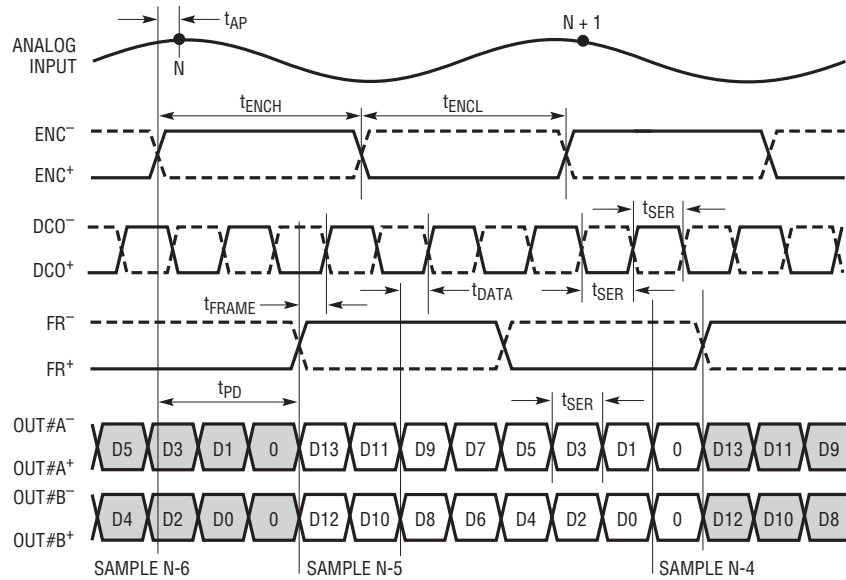 tAP
N + 1
ANALOG
INPUT
N
tENCH
tENCL
ENC–
ENC+
tSER
DCO–
DCO+
tFRAME
tDATA
tSER
FR–
FR+
tPD
tSER
OUT#A–
D5 D3 D1 0 D13 D11 D9 D7 D5 D3 D1 0 D13 D11 D9
OUT#A+
OUT#B–
D4 D2 D0 0 D12 D10 D8 D6 D4 D2 D0 0 D12 D10 D8
OUT#B+
SAMPLE N-6 SAMPLE N-5 SAMPLE N-4